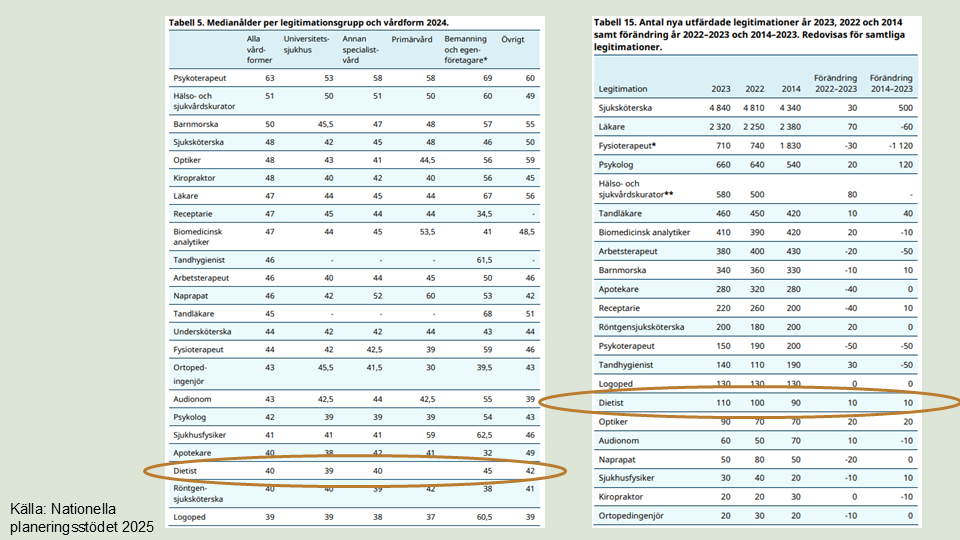 Tabell 5. Medianålder per legitimationsgrupp och vårdform 2024.
Alla vård-former Universitets-sjukhus Annan specialist-vård Primärvård Bemanning och egen-företagare* Övrigt
Psykoterapeut 63 53 58 58 69 60
Hälso- och sjukvårdskurator 51 50 51 50 60 49
Barnmorska 50 45,5 47 48 57 55
Sjuksköterska 48 42 45 48 46 50
Optiker 48 43 41 44,5 56 59
Kiropraktor 48 40 42 40 56 45
Läkare 47 44 45 44 67 56
Receptarie 47 45 44 44 34,5 -
Biomedicinsk analytiker 47 44 45 53,5 41 48,5
Tandhygienist 46 - - - 61,5 -
Arbetsterapeut 46 40 44 45 50 46
Naprapat 46 42 52 60 53 42
Tandläkare 45 - - - 68 51
Undersköterska 44 42 42 44 43 44
Fysioterapeut 44 42 42,5 39 59 46
Ortoped-ingenjör 43 45,5 41,5 30 39,5 43
Audionom 43 42,5 44 42,5 55 39
Psykolog 42 39 39 39 54 43
Sjukhusfysiker 41 41 41 59 62,5 46
Apotekare 40 38 42 41 32 49
Dietist 40 39 40 45 42
Röntgen-sjuksköterska 40 40 39 42 38 41
Logoped 39 39 38 37 60,5 39
Tabell 15. Antal nya utfärdade legitimationer år 2023, 2022 och 2014
samt förändring år 2022–2023 och 2014–2023. Redovisas för samtliga
legitimationer.
Legitimation 2023 2022 2014 Förändring 2022–2023 Förändring 2014–2023
Sjuksköterska 4 840 4 810 4 340 30 500
Läkare 2 320 2 250 2 380 70 -60
Fysioterapeut* 710 740 1 830 -30 -1 120
Psykolog 660 640 540 20 120
Hälso- och sjukvårdskurator** 580 500 80 -
Tandläkare 460 450 420 10 40
Biomedicinsk analytiker 410 390 420 20 -10
Arbetsterapeut 380 400 430 -20 -50
Barnmorska 340 360 330 -10 10
Apotekare 280 320 280 -40 0
Receptarie 220 260 200 -40 10
Röntgensjuksköterska 200 180 200 20 0
Psykoterapeut 150 190 200 -50 -50
Tandhygienist 140 110 190 30 -50
Logoped 130 130 130 0 0
Dietist 110 100 90 10 10
Optiker 90 70 70 20 20
Audionom 60 50 70 10 -10
Naprapat 50 80 50 -20 0
Sjukhusfysiker 30 40 20 -10 10
Kiropraktor 20 20 30 0 -10
Ortopedingenjör 20 30 20 -10 0
Källa: Nationella
planeringsstödet 2025